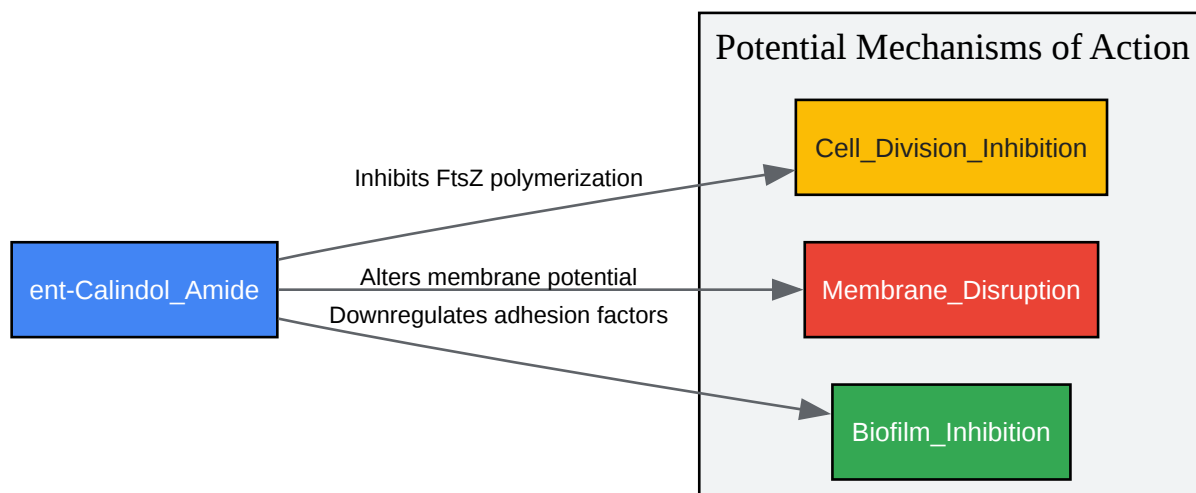 Potential Mechanisms of Action
Cell_Division_Inhibition
Inhibits FtsZ polymerization
ent-Calindol_Amide
Alters membrane potential
Membrane_Disruption
Downregulates adhesion factors
Biofilm_Inhibition